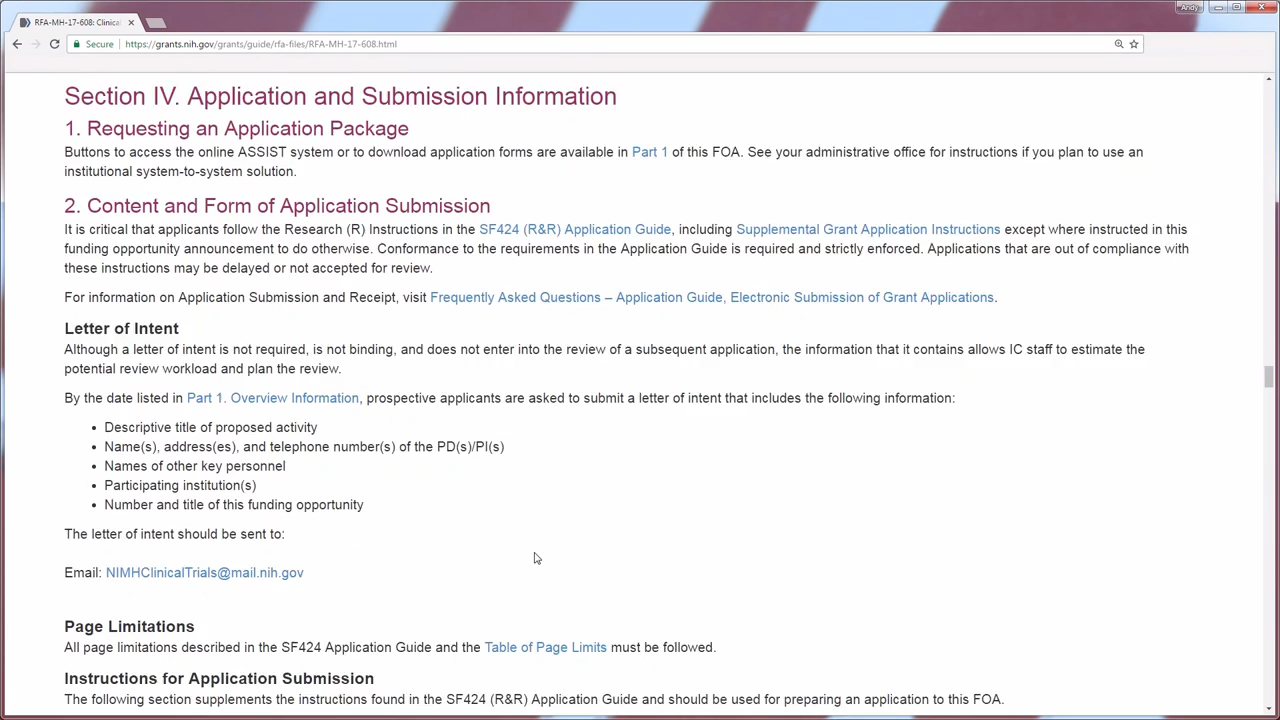 RFA-MH-17-608: Clinical
Andy
Secure
https://grants.nih.gov/grants/guide/rfa-files/RFA-MH-17-608.html
Section IV. Application and Submission Information
1. Requesting an Application Package
Buttons to access the online ASSIST system or to download application forms are available in Part 1 of this FOA. See your administrative office for instructions if you plan to use an
institutional system-to-system solution.
2. Content and Form of Application Submission
It is critical that applicants follow the Research (R) Instructions in the SF424 (R&R) Application Guide, including Supplemental Grant Application Instructions except where instructed in this
funding opportunity announcement to do otherwise. Conformance to the requirements in the Application Guide is required and strictly enforced. Applications that are out of compliance with
these instructions may be delayed or not accepted for review.
For information on Application Submission and Receipt, visit Frequently Asked Questions – Application Guide, Electronic Submission of Grant Applications.
Letter of Intent
Although a letter of intent is not required, is not binding, and does not enter into the review of a subsequent application, the information that it contains allows IC staff to estimate the
potential review workload and plan the review.
By the date listed in Part 1. Overview Information, prospective applicants are asked to submit a letter of intent that includes the following information:
• Descriptive title of proposed activity
• Name(s), address(es), and telephone number(s) of the PD(s)/PI(s)
• Names of other key personnel
• Participating institution(s)
• Number and title of this funding opportunity
The letter of intent should be sent to:
Email: NIMHClinicalTrials@mail.nih.gov
Page Limitations
All page limitations described in the SF424 Application Guide and the Table of Page Limits must be followed.
Instructions for Application Submission
The following section supplements the instructions found in the SF424 (R&R) Application Guide and should be used for preparing an application to this FOA.